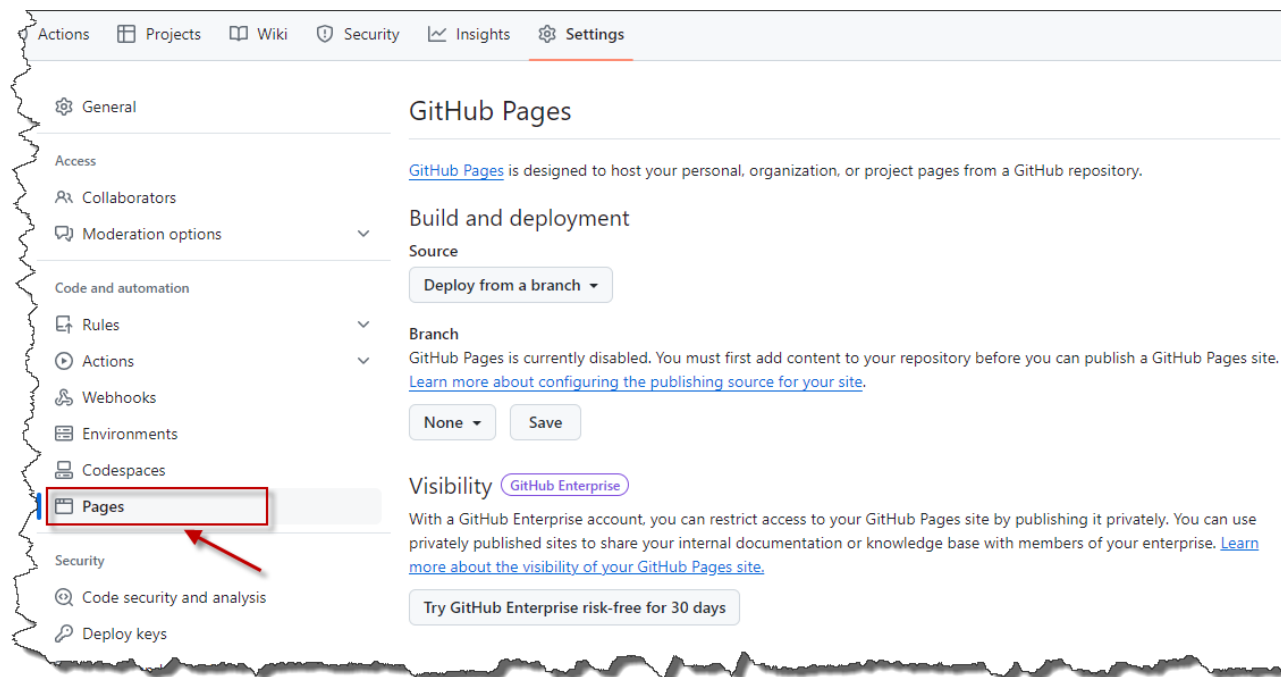 Actions Projects Wiki Security Insights Settings
General
Access
Collaborators
Moderation options
Code and automation
Rules
Actions
Webhooks
Environments
Codespaces
Pages
Security
Code security and analysis
Deploy keys
GitHub Pages
GitHub Pages is designed to host your personal, organization, or project pages from a GitHub repository.
Build and deployment
Source
Deploy from a branch
Branch
GitHub Pages is currently disabled. You must first add content to your repository before you can publish a GitHub Pages site.
Learn more about configuring the publishing source for your site.
None Save
Visibility GitHub Enterprise
With a GitHub Enterprise account, you can restrict access to your GitHub Pages site by publishing it privately. You can use
privately published sites to share your internal documentation or knowledge base with members of your enterprise. Learn
more about the visibility of your GitHub Pages site.
Try GitHub Enterprise risk-free for 30 days